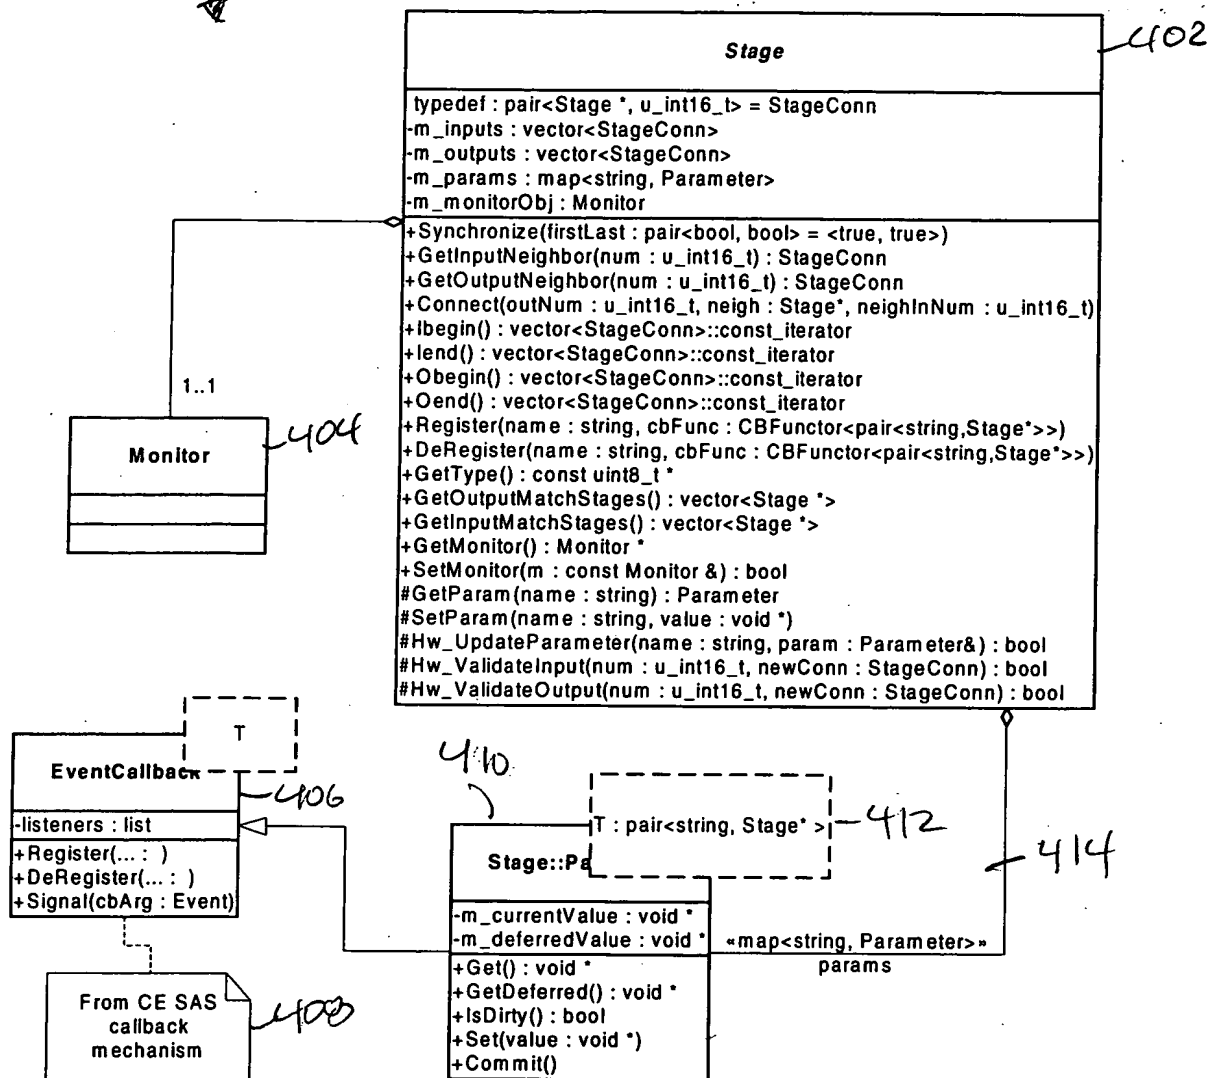 Stage
402
typedef : pair<Stage *, u_int16_t> = StageConn
-m_inputs : vector<StageConn>
-m_outputs : vector<StageConn>
-m_params : map<string, Parameter>
-m_monitorObj : Monitor
+Synchronize(firstLast : pair<bool, bool> = <true, true>)
+GetInputNeighbor(num : u_int16_t) : StageConn
+GetOutputNeighbor(num : u_int16_t) : StageConn
+Connect(outNum : u_int16_t, neigh : Stage*, neighInNum : u_int16_t)
+Ibegin() : vector<StageConn>::const_iterator
+Iend() : vector<StageConn>::const_iterator
+Obegin() : vector<StageConn>::const_iterator
+Oend() : vector<StageConn>::const_iterator
+Register(name : string, cbFunc : CBFunctor<pair<string,Stage*>>)
+DeRegister(name : string, cbFunc : CBFunctor<pair<string,Stage*>>)
+GetType() : const uint8_t *
+GetOutputMatchStages() : vector<Stage *>
+GetInputMatchStages() : vector<Stage *>
+GetMonitor() : Monitor *
+SetMonitor(m : const Monitor &) : bool
#GetParam(name : string) : Parameter
#SetParam(name : string, value : void *)
#Hw_UpdateParameter(name : string, param : Parameter&) : bool
#Hw_ValidateInput(num : u_int16_t, newConn : StageConn) : bool
#Hw_ValidateOutput(num : u_int16_t, newConn : StageConn) : bool
1..1
Monitor
404
T
EventCallback
406
-listeners : list
+Register(... : )
+DeRegister(... : )
+Signal(cbArg : Event)
From CE SAS
callback
mechanism
408
410
T : pair<string, Stage* >
412
Stage::Pa
-m_currentValue : void *
-m_deferredValue : void *
+Get() : void *
+GetDeferred() : void *
+IsDirty() : bool
+Set(value : void *)
+Commit()
«map<string, Parameter>»
params
414